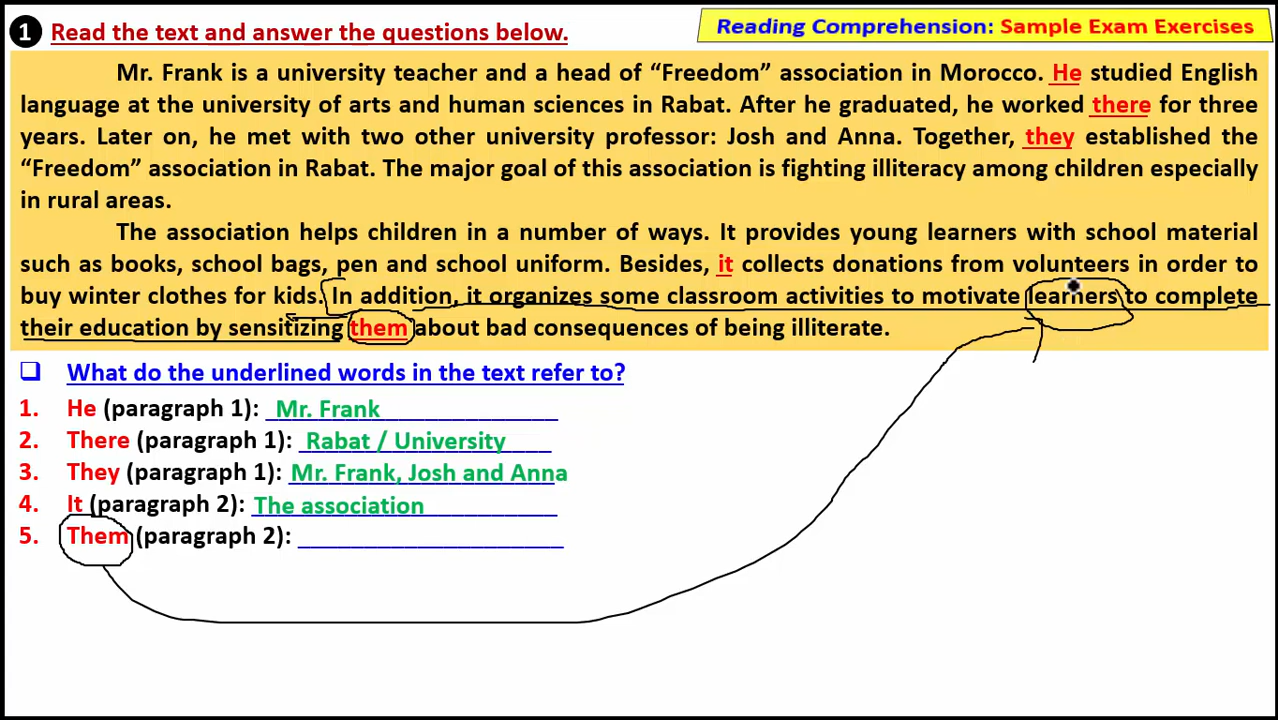 1 Read the text and answer the questions below.
Reading Comprehension: Sample Exam Exercises
Mr. Frank is a university teacher and a head of “Freedom” association in Morocco. He studied English
language at the university of arts and human sciences in Rabat. After he graduated, he worked there for three
years. Later on, he met with two other university professor: Josh and Anna. Together, they established the
“Freedom” association in Rabat. The major goal of this association is fighting illiteracy among children especially
in rural areas.
The association helps children in a number of ways. It provides young learners with school material
such as books, school bags, pen and school uniform. Besides, it collects donations from volunteers in order to
buy winter clothes for kids. In addition, it organizes some classroom activities to motivate learners to complete
their education by sensitizing them about bad consequences of being illiterate.
What do the underlined words in the text refer to?
1. He (paragraph 1): Mr. Frank
2. There (paragraph 1): Rabat / University
3. They (paragraph 1): Mr. Frank, Josh and Anna
4. It (paragraph 2): The association
5. Them (paragraph 2):